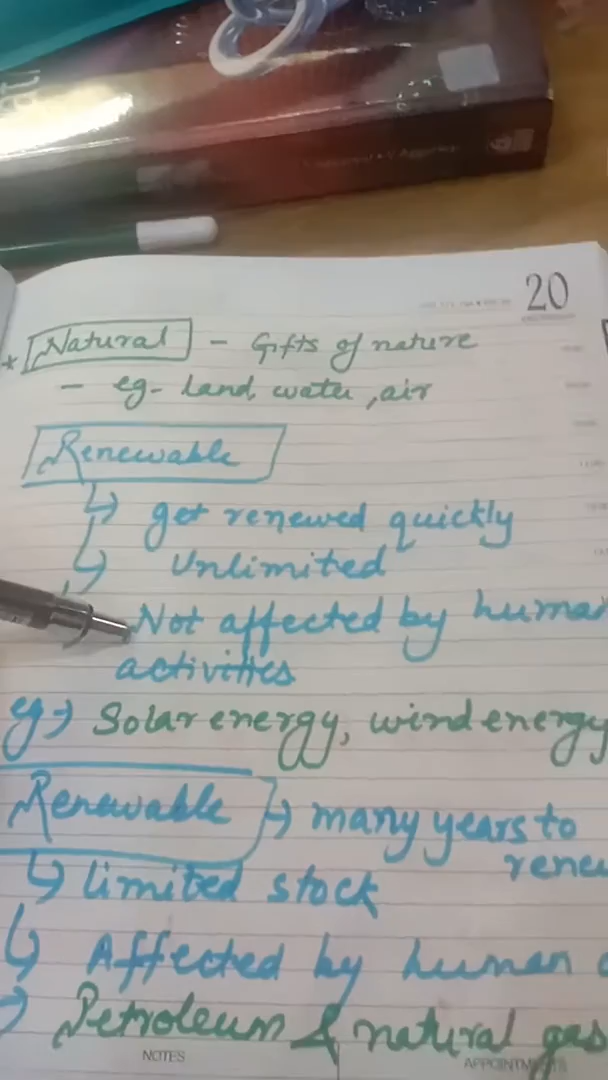 20
* Natural - Gifts of nature
- eg- land, water, air
Renewable
↳ get renewed quickly
↳ Unlimited
Not affected by human
activities
eg→ Solar energy, wind energy
Renewable → many years to
renew
↳ limited stock
↳ Affected by human
→ Petroleum & natural gas
NOTES
APPOINTMENTS